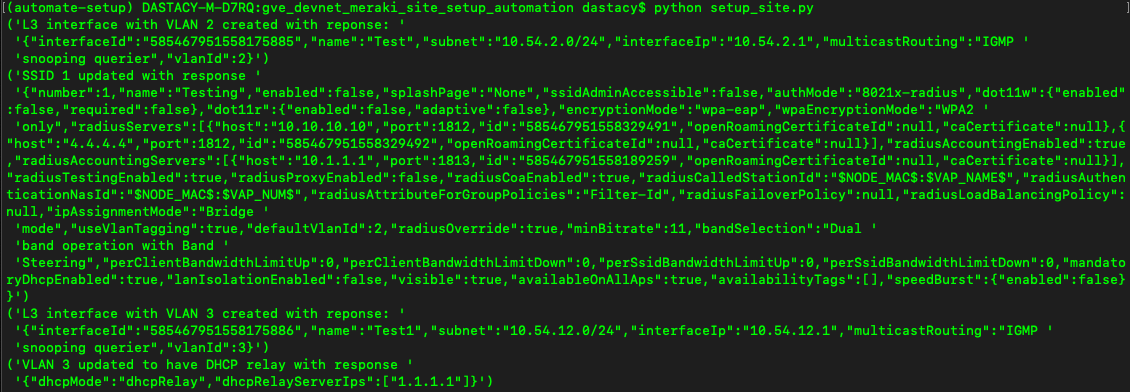 [(automate-setup) DASTACY-M-D7RQ:gve_devnet_meraki_site_setup_automation dastacy$ python setup_site.py
('L3 interface with VLAN 2 created with reponse: '
 '{"interfaceId":"585467951558175885","name":"Test","subnet":"10.54.2.0/24","interfaceIp":"10.54.2.1","multicastRouting":"IGMP '
 'snooping querier","vlanId":2}')
('SSID 1 updated with response '
 '{"number":1,"name":"Testing","enabled":false,"splashPage":"None","ssidAdminAccessible":false,"authMode":"8021x-radius","dot11w":{"enabled"
:false,"required":false},"dot11r":{"enabled":false,"adaptive":false},"encryptionMode":"wpa-eap","wpaEncryptionMode":"WPA2 '
 'only","radiusServers":[{"host":"10.10.10.10","port":1812,"id":"585467951558329491","openRoamingCertificateId":null,"caCertificate":null},{
"host":"4.4.4.4","port":1812,"id":"585467951558329492","openRoamingCertificateId":null,"caCertificate":null}],"radiusAccountingEnabled":true
,"radiusAccountingServers":[{"host":"10.1.1.1","port":1813,"id":"585467951558189259","openRoamingCertificateId":null,"caCertificate":null}],
"radiusTestingEnabled":true,"radiusProxyEnabled":false,"radiusCoaEnabled":true,"radiusCalledStationId":"$NODE_MAC$:$VAP_NAME$","radiusAuthe
nticationNasId":"$NODE_MAC$:$VAP_NUM$","radiusAttributeForGroupPolicies":"Filter-Id","radiusFailoverPolicy":null,"radiusLoadBalancingPolicy":
null,"ipAssignmentMode":"Bridge '
 'mode","useVlanTagging":true,"defaultVlanId":2,"radiusOverride":true,"minBitrate":11,"bandSelection":"Dual '
 'band operation with Band '
 'Steering","perClientBandwidthLimitUp":0,"perClientBandwidthLimitDown":0,"perSsidBandwidthLimitUp":0,"perSsidBandwidthLimitDown":0,"mandato
ryDhcpEnabled":true,"lanIsolationEnabled":false,"visible":true,"availableOnAllAps":true,"availabilityTags":[],"speedBurst":{"enabled":false}
}')
('L3 interface with VLAN 3 created with reponse: '
 '{"interfaceId":"585467951558175886","name":"Test1","subnet":"10.54.12.0/24","interfaceIp":"10.54.12.1","multicastRouting":"IGMP '
 'snooping querier","vlanId":3}')
('VLAN 3 updated to have DHCP relay with response '
 '{"dhcpMode":"dhcpRelay","dhcpRelayServerIps":["1.1.1.1"]}')